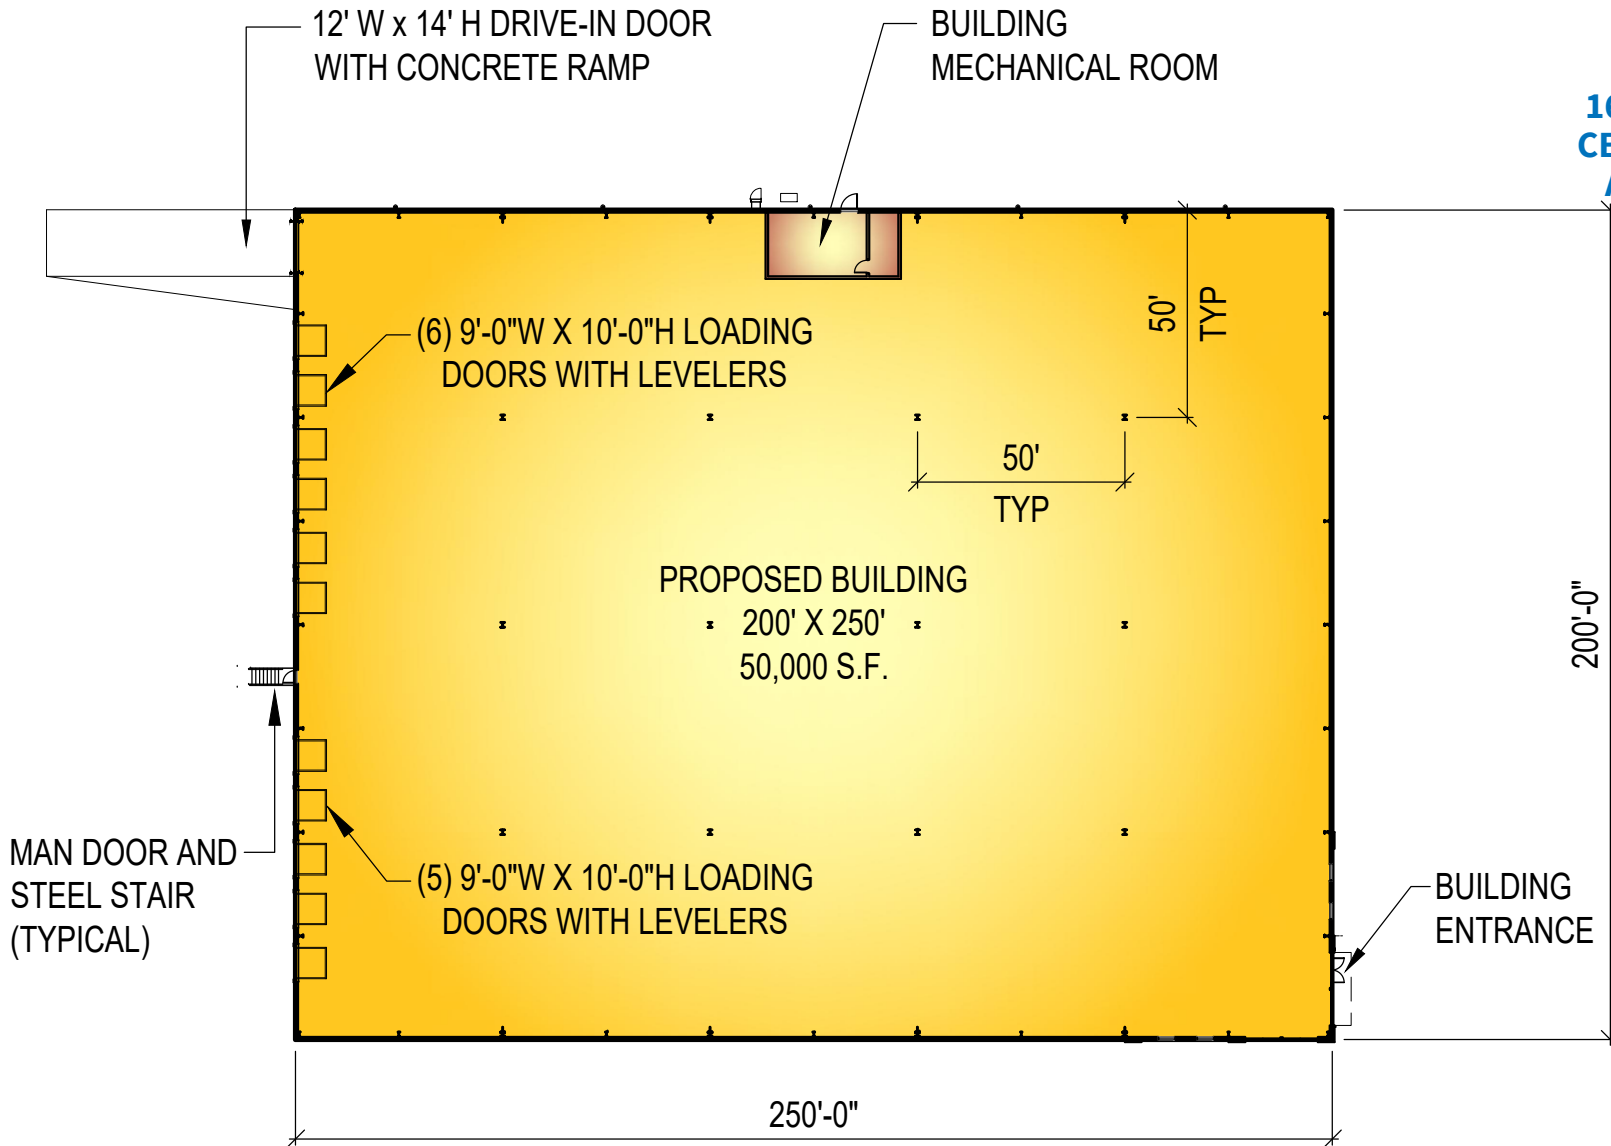 12' W x 14' H DRIVE-IN DOOR
WITH CONCRETE RAMP
BUILDING
MECHANICAL ROOM
(6) 9'-0"W X 10'-0"H LOADING
DOORS WITH LEVELERS
50'
TYP
50'
TYP
PROPOSED BUILDING
200' X 250'
50,000 S.F.
200'-0"
MAN DOOR AND
STEEL STAIR
(TYPICAL)
(5) 9'-0"W X 10'-0"H LOADING
DOORS WITH LEVELERS
BUILDING
ENTRANCE
250'-0"